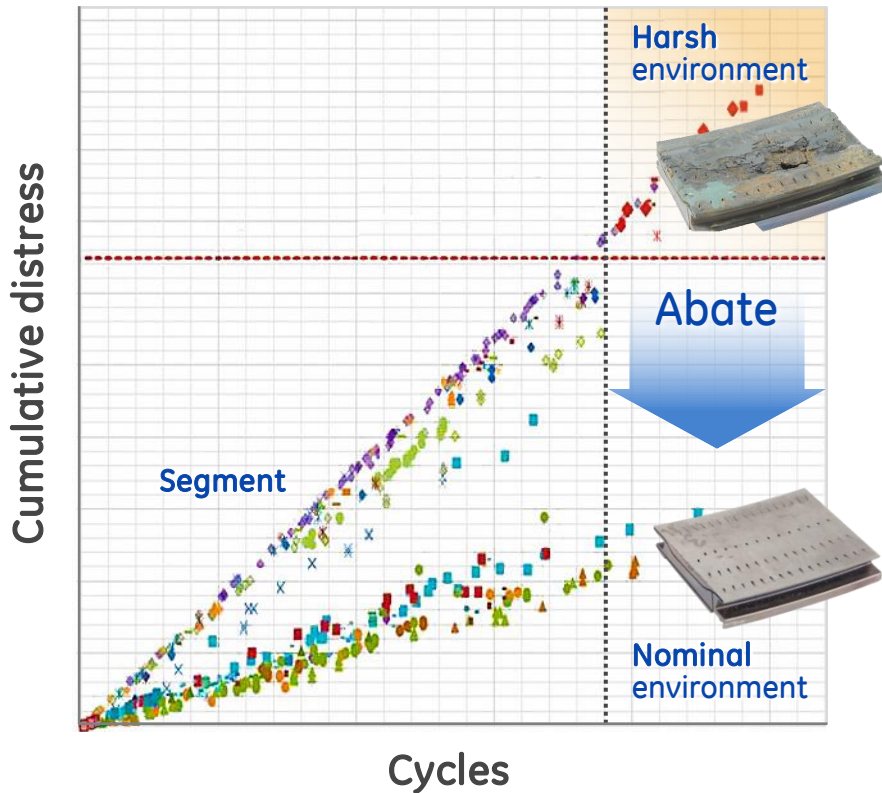 Harsh
environment
Cumulative distress
Abate
Segment
Nominal
environment
Cycles